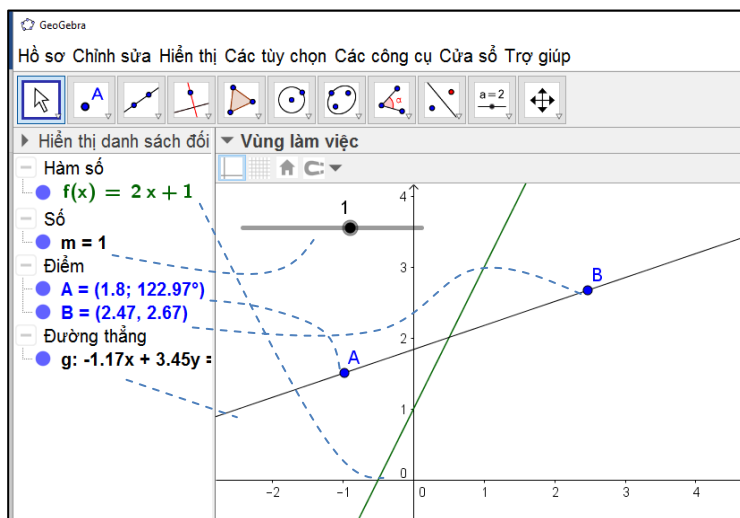 GeoGebra
Hồ sơ Chỉnh sửa Hiển thị Các tùy chọn Các công cụ Cửa sổ Trợ giúp
A
α
a=2
Hiển thị danh sách đối
Vùng làm việc
Hàm số
f(x) = 2x + 1
Số
m = 1
Điểm
A = (1.8; 122.97°)
B = (2.47, 2.67)
Đường thẳng
g: -1.17x + 3.45y =
1
4
3
B
2
A
1
0
-2 -1 0 1 2 3 4